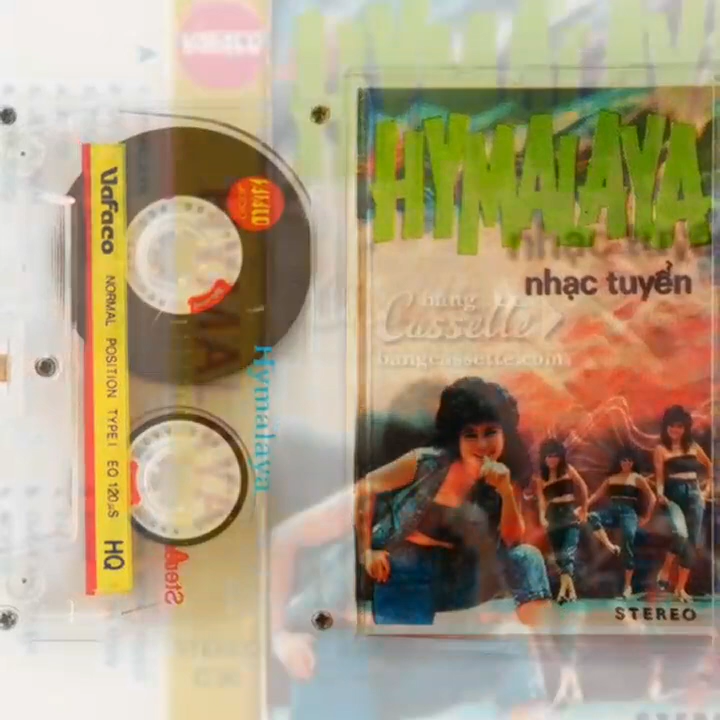 Vafaco NORMAL POSITION TYPE I EQ 120µS HQ
Hymalaya
HYMALAYA
nhạc tuyển
băng
Cassette
bangcassette.com
STEREO